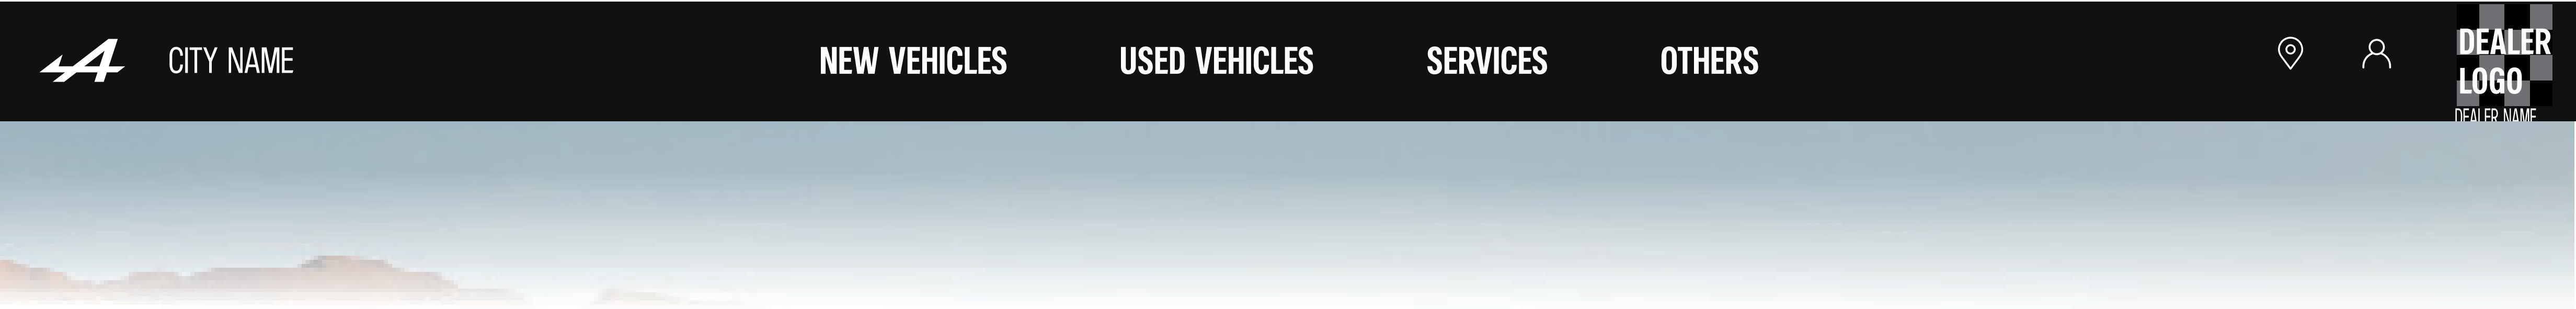 CITY NAME
NEW VEHICLES
USED VEHICLES
SERVICES
OTHERS
DEALER
LOGO
DEALER NAME